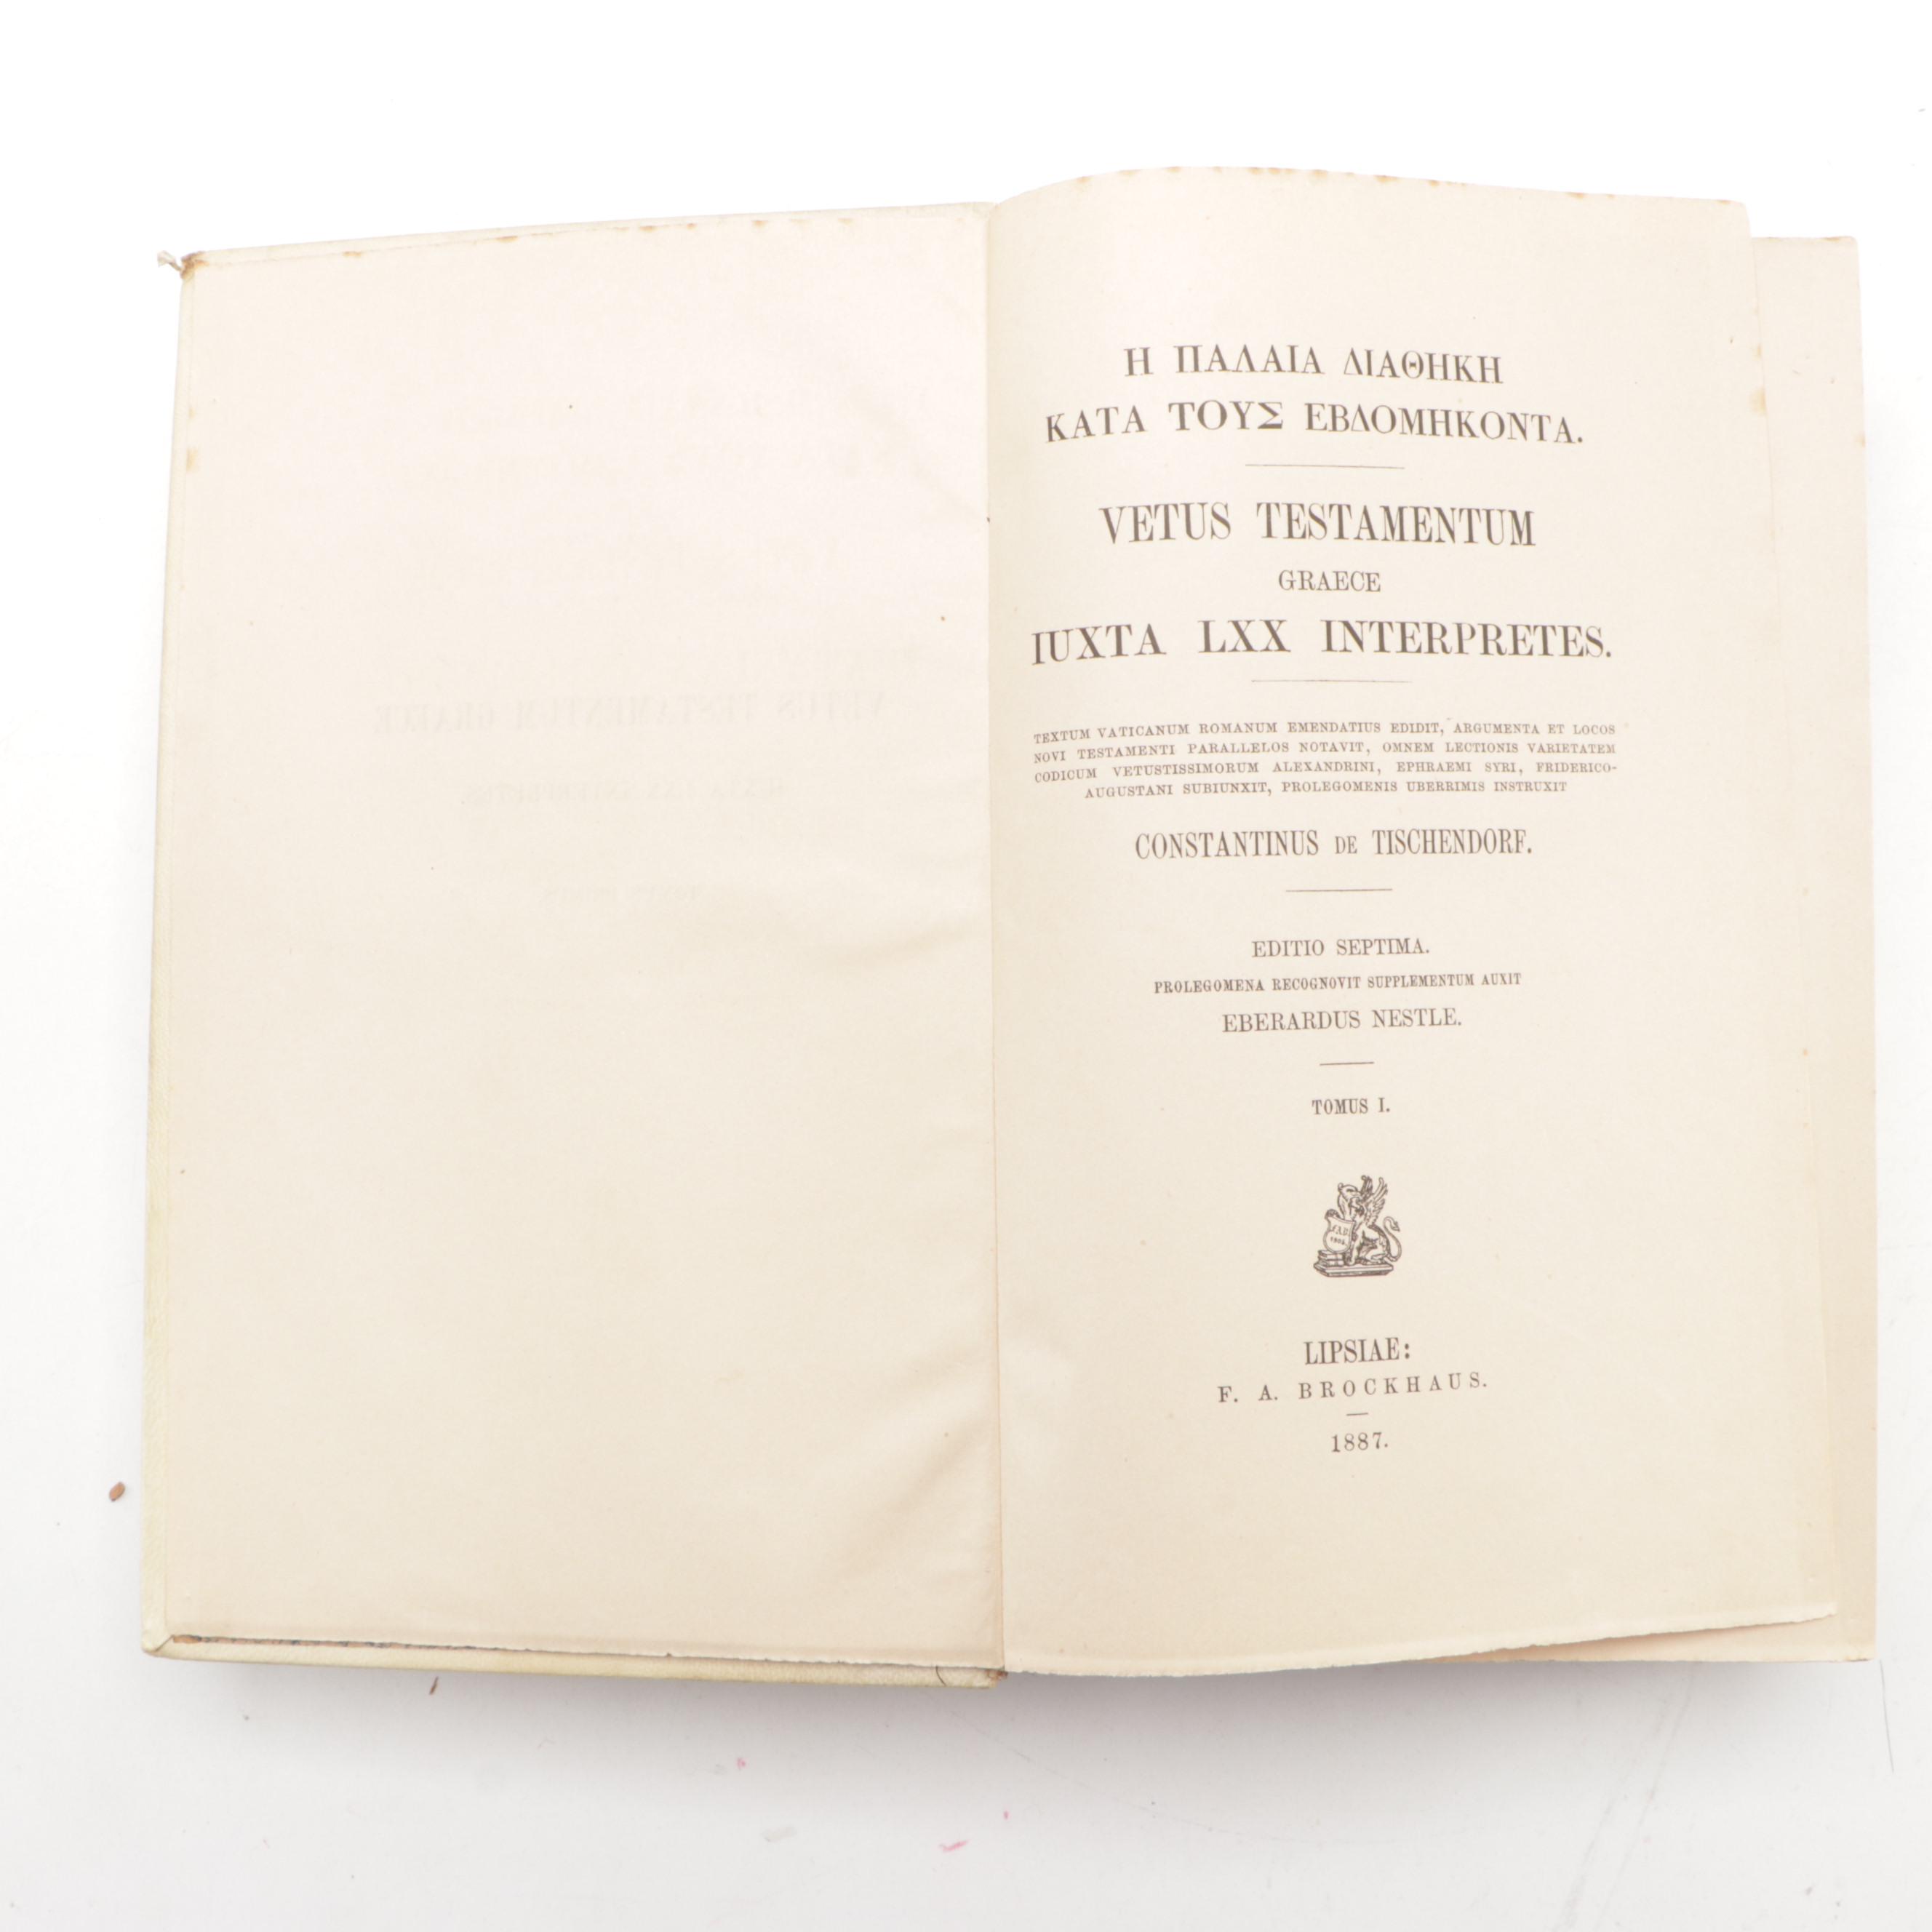 Η ΠΑΛΑΙΑ ΔΙΑΘΗΚΗ
ΚΑΤΑ ΤΟΥΣ ΕΒΔΟΜΗΚΟΝΤΑ.
VETUS TESTAMENTUM
GRAECE
IUXTA LXX INTERPRETES.
TEXTUM VATICANUM ROMANUM EMENDATIUS EDIDIT, ARGUMENTA ET LOCOS
NOVI TESTAMENTI PARALLELOS NOTAVIT, OMNEM LECTIONIS VARIETATEM
CODICUM VETUSTISSIMORUM ALEXANDRINI, EPHRAEMI SYRI, FRIDERICO-
AUGUSTANI SUBIUNXIT, PROLEGOMENIS UBERRIMIS INSTRUXIT
CONSTANTINUS DE TISCHENDORF.
EDITIO SEPTIMA.
PROLEGOMENA RECOGNOVIT SUPPLEMENTUM AUXIT
EBERARDUS NESTLE.
TOMUS I.
F.A.B.
1805.
LIPSIAE:
F. A. BROCKHAUS.
1887.